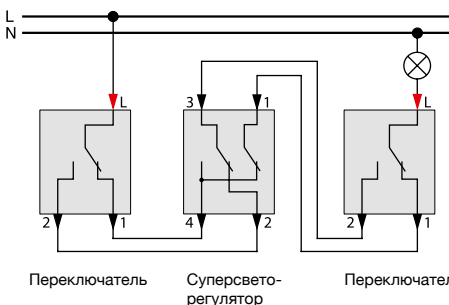 L
N
L
3
1
L
2
1
4
2
2
1
Переключатель
Суперсвето-
регулятор
Переключател